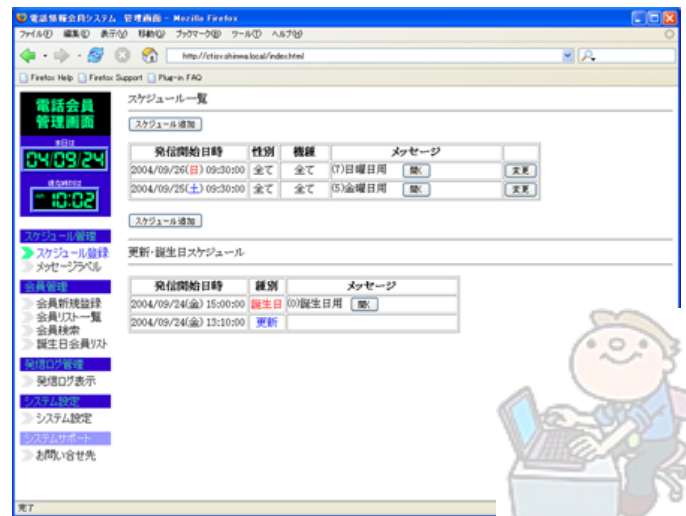 電話情報会員システム 管理画面 - Mozilla Firefox
ファイル(F) 編集(E) 表示(V) 移動(G) ブックマーク(B) ツール(T) ヘルプ(H)
http://ctisv.shinwa.local/index.html
Firefox Help Firefox Support Plug-in FAQ
電話会員
管理画面
本日は
04/09/24
現在時刻は
10:02
スケジュール管理
スケジュール登録
メッセージラベル
会員管理
会員新規登録
会員リスト一覧
会員検索
誕生日会員リスト
発信ログ管理
発信ログ表示
システム設定
システム設定
システムサポート
お問い合せ先
スケジュール一覧
スケジュール追加
発信開始日時 性別 機種 メッセージ
2004/09/26(日) 09:30:00 全て 全て (7)日曜日用 聞く 変更
2004/09/25(土) 09:30:00 全て 全て (5)金曜日用 聞く 変更
スケジュール追加
更新・誕生日スケジュール
発信開始日時 種別 メッセージ
2004/09/24(金) 15:00:00 誕生日 (0)誕生日用 聞く
2004/09/24(金) 13:10:00 更新
完了